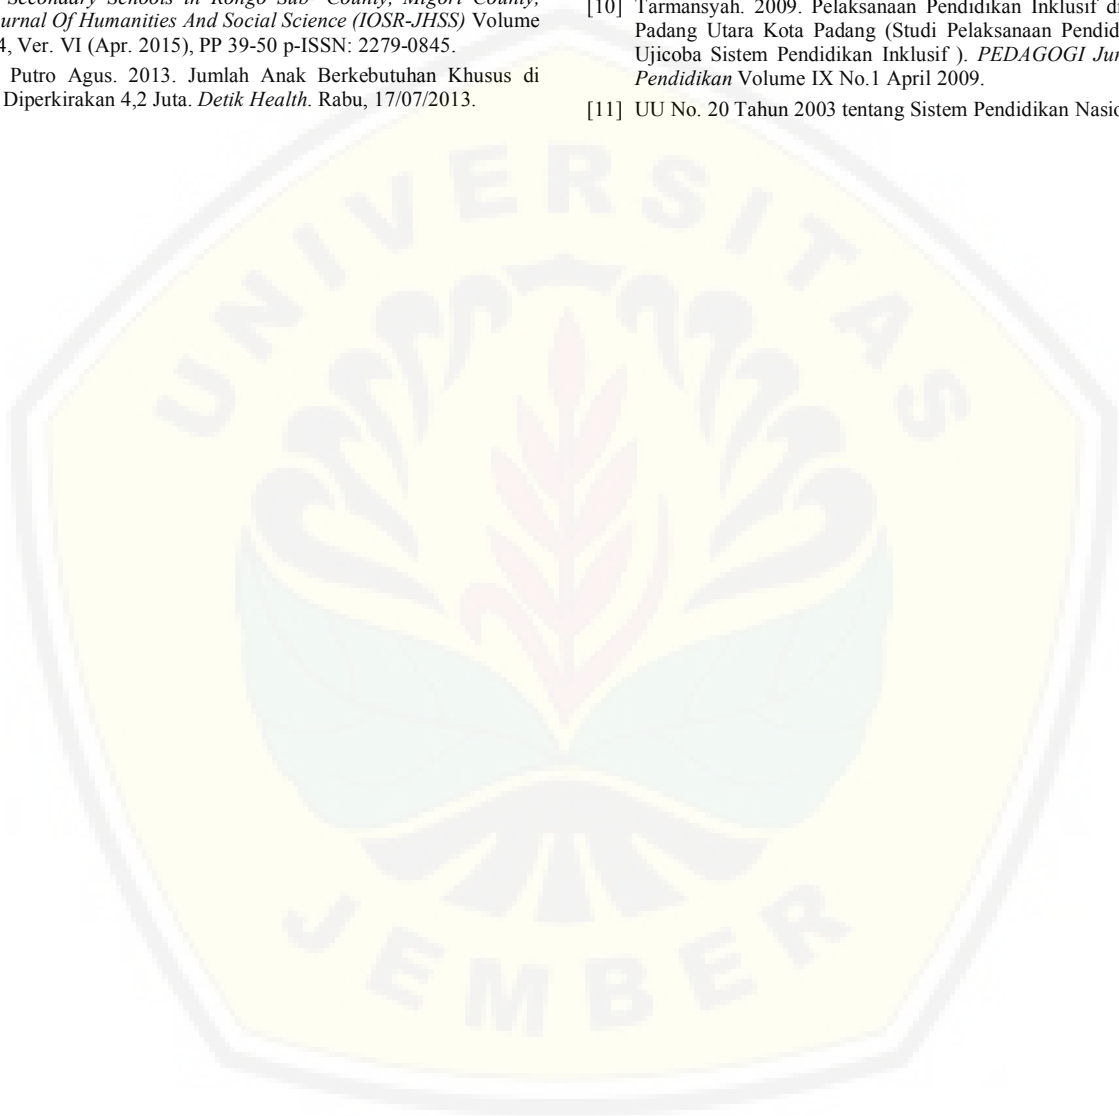 Secondary Schools in Rongo Sub- County, Migori County,
urnal Of Humanities And Social Science (IOSR-JHSS) Volume
4, Ver. VI (Apr. 2015), PP 39-50 p-ISSN: 2279-0845.
Putro Agus. 2013. Jumlah Anak Berkebutuhan Khusus di
Diperkirakan 4,2 Juta. Detik Health. Rabu, 17/07/2013.
[10] Tarmansyah. 2009. Pelaksanaan Pendidikan Inklusif di
Padang Utara Kota Padang (Studi Pelaksanaan Pendid
Ujicoba Sistem Pendidikan Inklusif ). PEDAGOGI Jur
Pendidikan Volume IX No.1 April 2009.
[11] UU No. 20 Tahun 2003 tentang Sistem Pendidikan Nasio
UNIVERSITAS
JEMBER